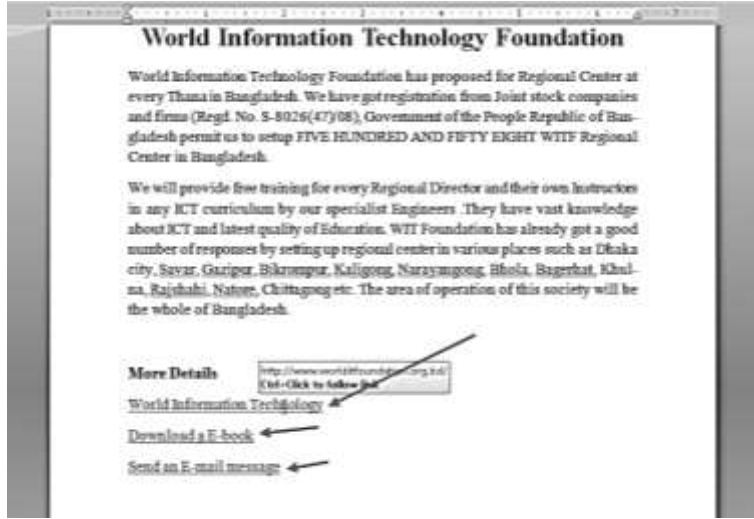 World Information Technology Foundation
World Information Technology Foundation has proposed for Regional Center at
every Thana in Bangladesh. We have got registration from Joint stock companies
and firms (Regd. No. S-8026(47)/08), Government of the People Republic of Ban-
gladesh permit us to setup FIVE HUNDRED AND FIFTY EIGHT WITF Regional
Center in Bangladesh.
We will provide free training for every Regional Director and their own Instructors
in any ICT curriculum by our specialist Engineers .They have vast knowledge
about ICT and latest quality of Education. WIT Foundation has already got a good
number of responses by setting up regional center in various places such as Dhaka
city, Savar, Gazipur, Bikrompur, Kaligong, Narayangong, Bhola, Bagerhat, Khul-
na, Rajshahi, Natore, Chittagong etc. The area of operation of this society will be
the whole of Bangladesh.
More Details
Ctrl+Click to follow link
World Information Technology
Download a E-book
Send an E-mail message